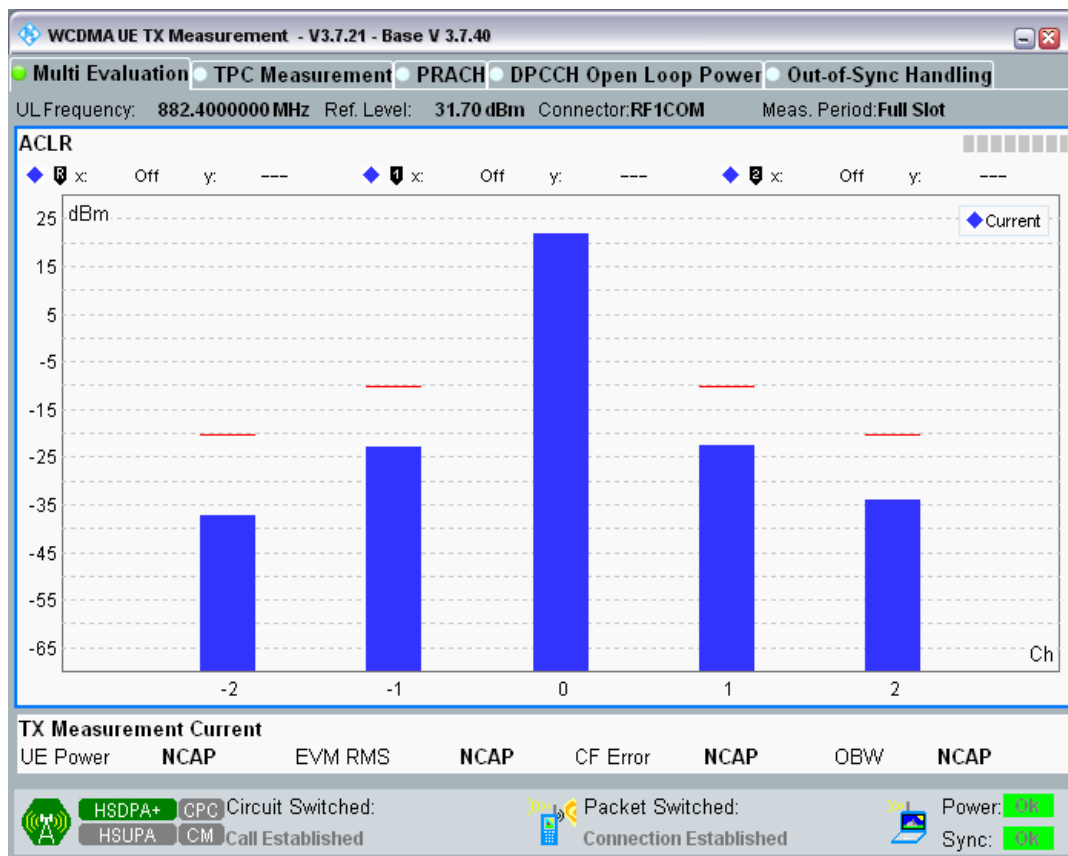 WCDMA UE TX Measurement - V3.7.21 - Base V 3.7.40
Multi Evaluation TPC Measurement PRACH DPCCH Open Loop Power Out-of-Sync Handling
UL Frequency: 882.4000000 MHz Ref. Level: 31.70 dBm Connector:RF1COM Meas. Period:Full Slot
ACLR
R x: Off y: --- 1 x: Off y: --- 2 x: Off y: ---
dBm
Current
25
15
5
-5
-15
-25
-35
-45
-55
-65
Ch
-2 -1 0 1 2
TX Measurement Current
UE Power NCAP EVM RMS NCAP CF Error NCAP OBW NCAP
HSDPA+ CPC Circuit Switched: Packet Switched: Power: OK
HSUPA CM Call Established Connection Established Sync: OK